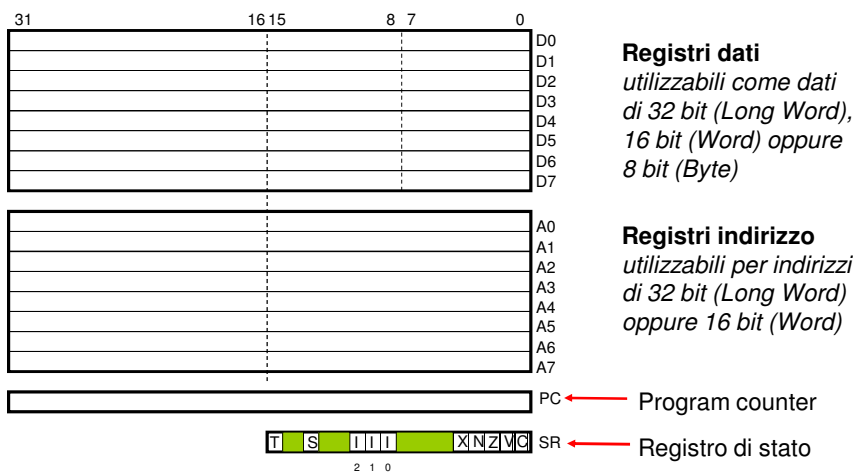 31 16 15 8 7 0
D0
D1
D2
D3
D4
D5
D6
D7
Registri dati
utilizzabili come dati
di 32 bit (Long Word),
16 bit (Word) oppure
8 bit (Byte)
A0
A1
A2
A3
A4
A5
A6
A7
Registri indirizzo
utilizzabili per indirizzi
di 32 bit (Long Word)
oppure 16 bit (Word)
PC Program counter
T S I I I X N Z V C SR Registro di stato
2 1 0